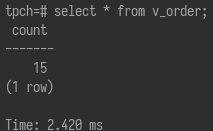 tpch=# select * from v_order;
count
-------
15
(1 row)
Time: 2.420 ms